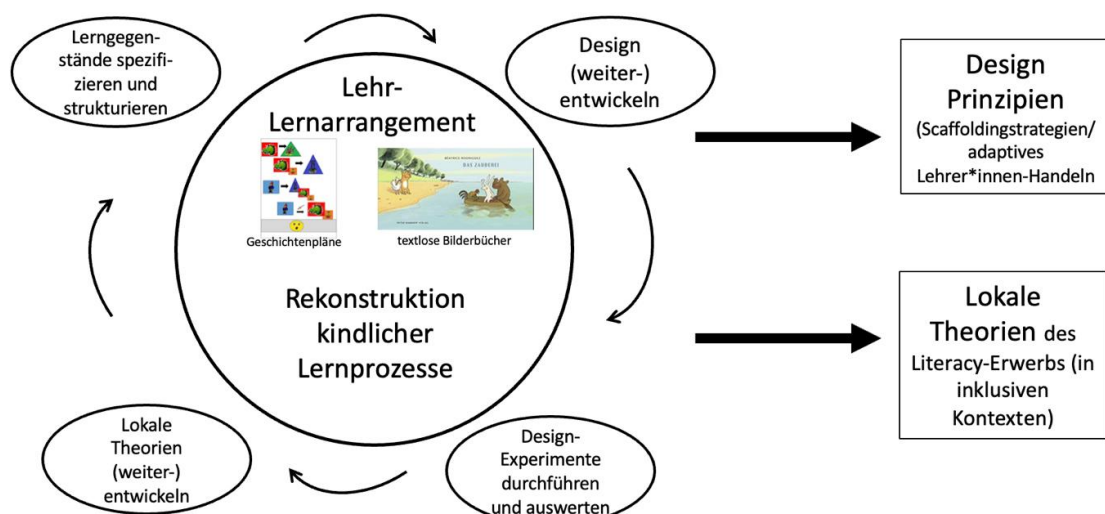 Lerngegen-
stände spezifi-
zieren und
strukturieren
Design
(weiter-)
entwickeln
Lehr-
Lernarrangement
DAS ZAUBEREI
Geschichtenpläne
textlose Bilderbücher
Rekonstruktion
kindlicher
Lernprozesse
Lokale
Theorien
(weiter-)
entwickeln
Design-
Experimente
durchführen
und auswerten
Design
Prinzipien
(Scaffoldingstrategien/
adaptives
Lehrer*innen-Handeln
Lokale
Theorien des
Literacy-Erwerbs (in
inklusiven
Kontexten)